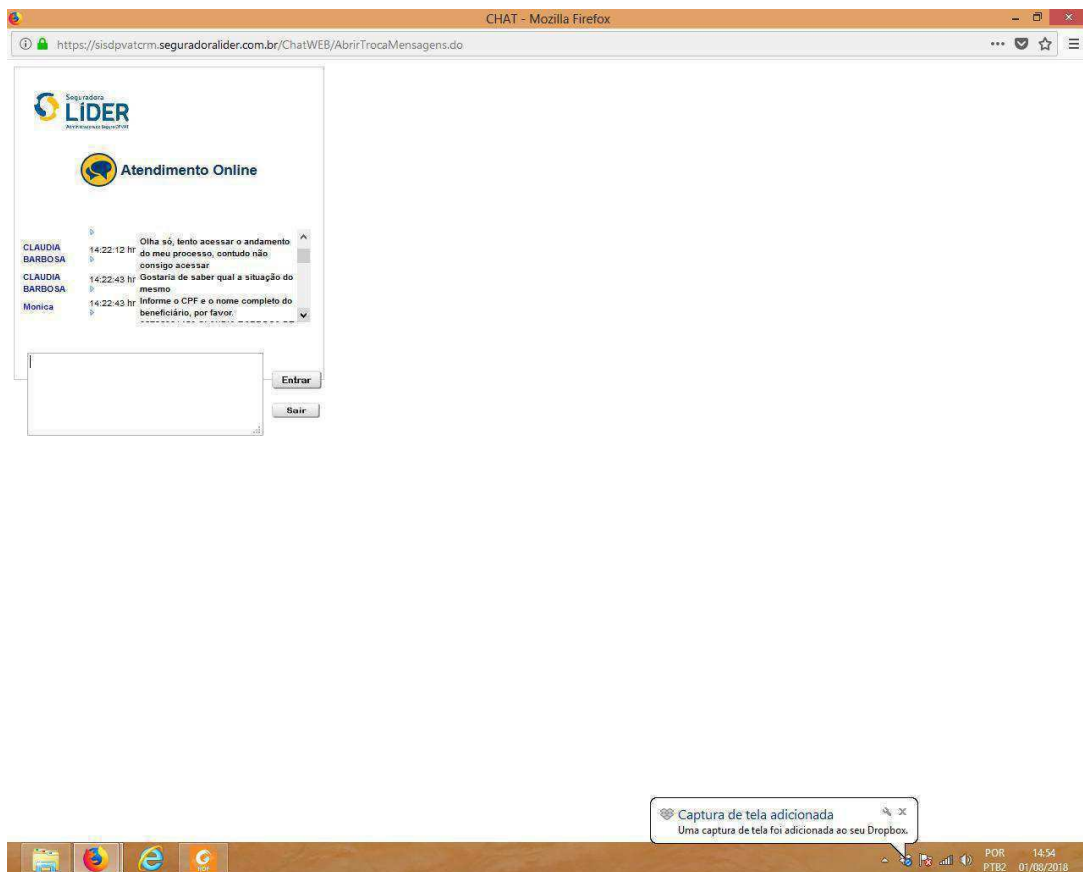 CHAT - Mozilla Firefox
https://sisdpvatcrm.seguradoralider.com.br/ChatWEB/AbrirTrocaMensagens.do
Seguradora
LÍDER
Atendimento Online
CLAUDIA BARBOSA
14:22:12 hr
Olha só, tento acessar o andamento
do meu processo, contudo não
consigo acessar
CLAUDIA BARBOSA
14:22:43 hr
Gostaria de saber qual a situação do
mesmo
Monica
14:22:43 hr
Informe o CPF e o nome completo do
beneficiário, por favor.
Entrar
Sair
Captura de tela adicionada
Uma captura de tela foi adicionada ao seu Dropbox.
POR 14:54
PTB2 01/08/2018